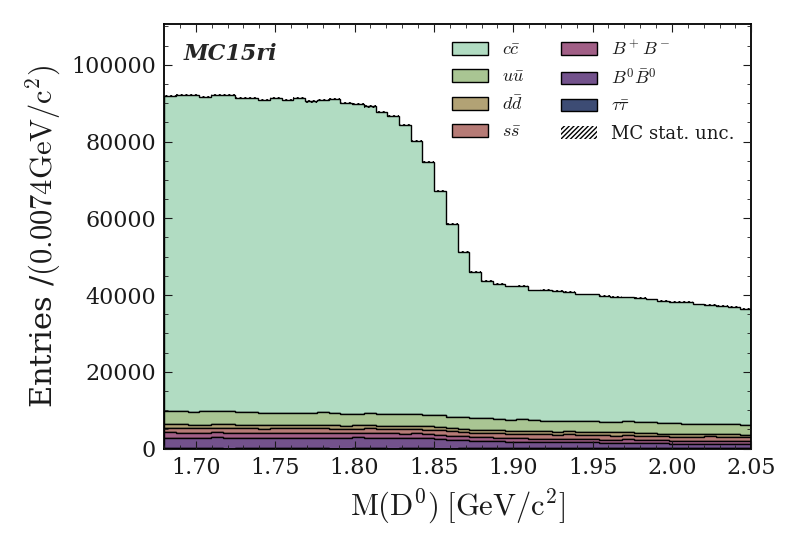 MC15ri
cc̄
uū
dd̄
ss̄
B⁺B⁻
B⁰B̄⁰
ττ̄
MC stat. unc.
Entries /(0.0074GeV/c²)
100000
80000
60000
40000
20000
0
1.70 1.75 1.80 1.85 1.90 1.95 2.00 2.05
M(D⁰) [GeV/c²]